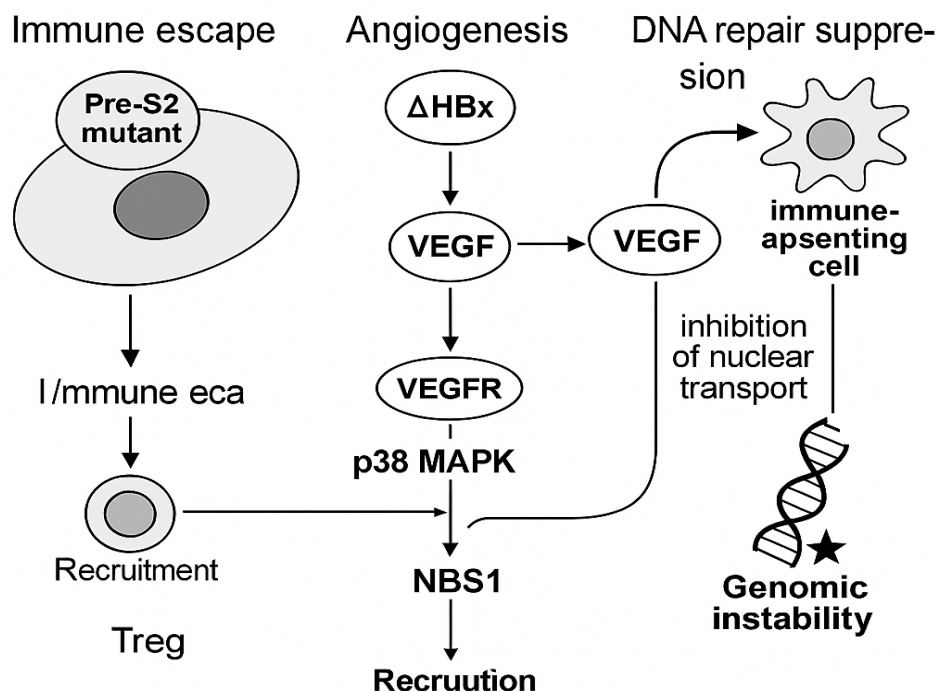 Immune escape
Pre-S2
mutant
I/mmune eca
Recruitment
Treg
Angiogenesis
ΔHBx
VEGF
VEGF
VEGFR
p38 MAPK
NBS1
Recruution
DNA repair suppre-
sion
immune-
apsenting
cell
inhibition
of nuclear
transport
Genomic
instability